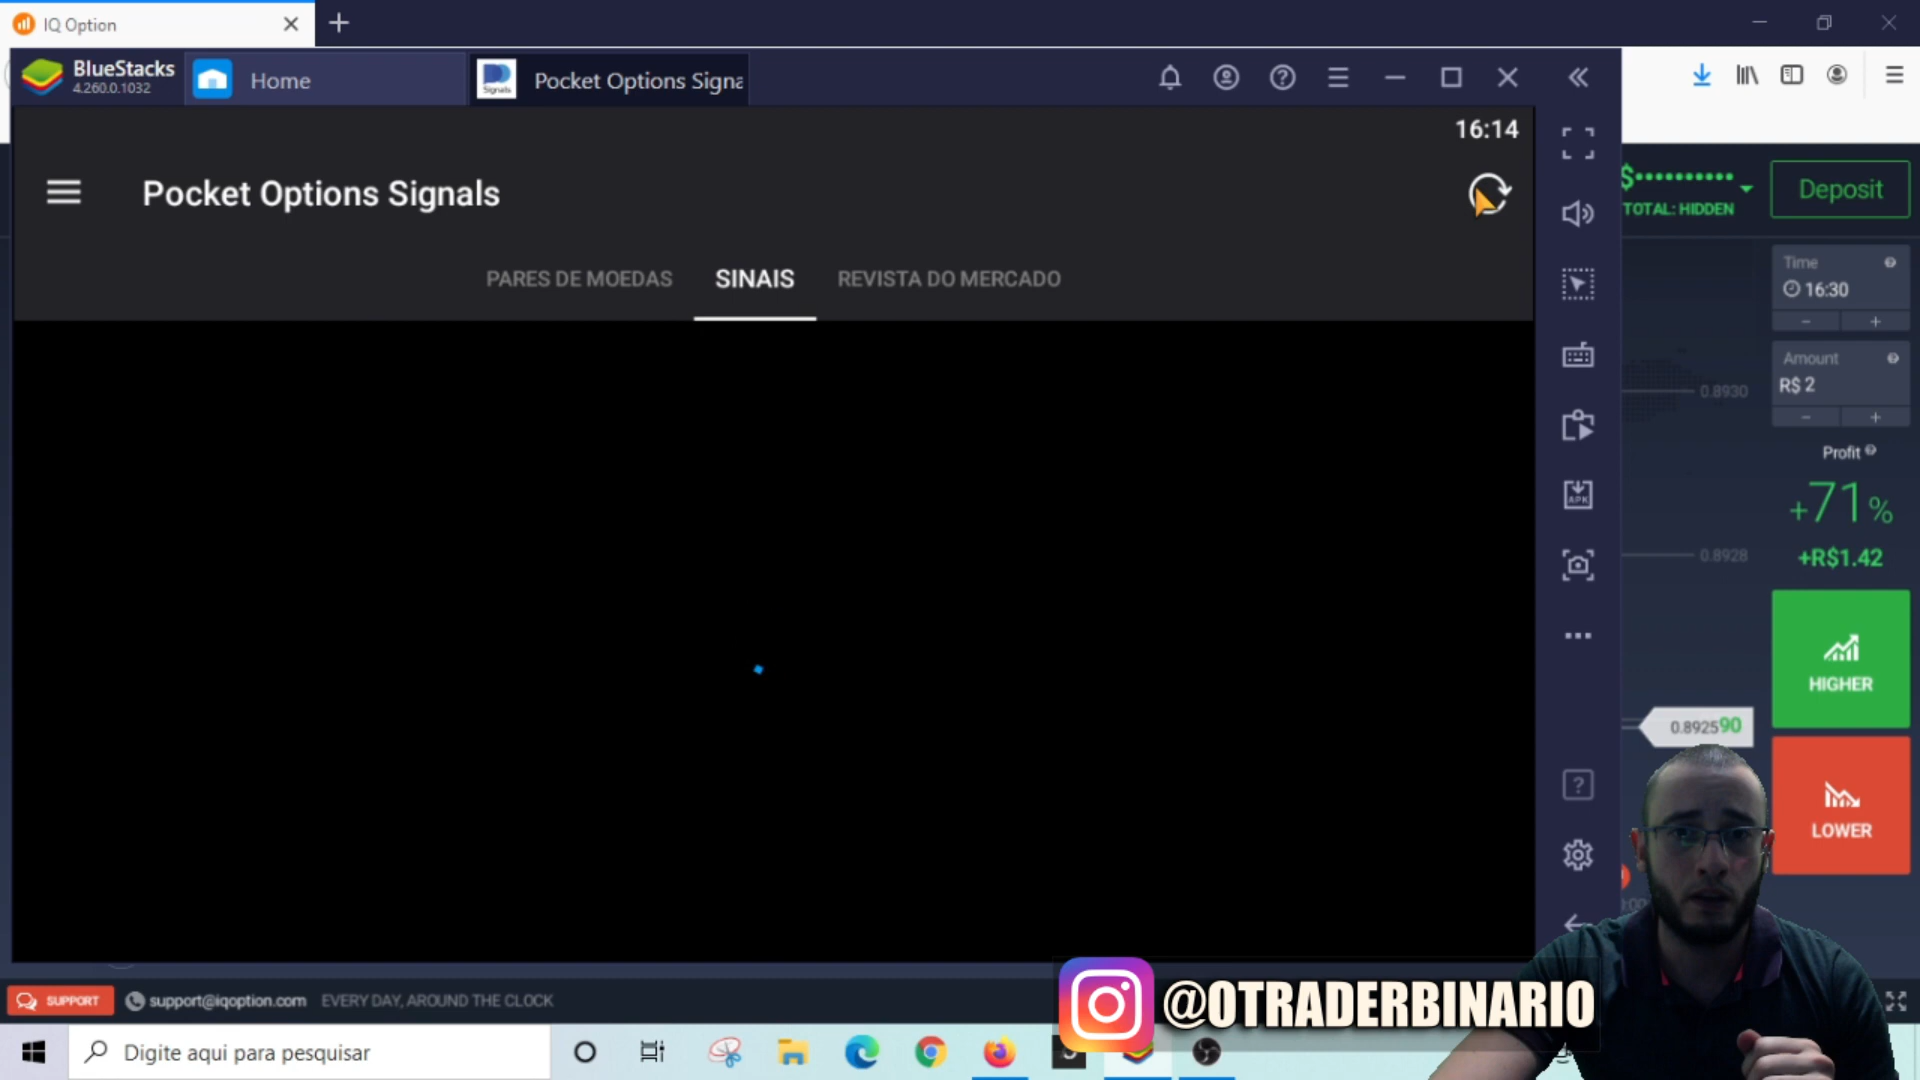 IQ Option
BlueStacks
4.260.0.1032
Home
Pocket Options Signa
Signals
16:14
Pocket Options Signals
PARES DE MOEDAS
SINAIS
REVISTA DO MERCADO
APK
$••••••••••
TOTAL: HIDDEN
Deposit
Time
16:30
Amount
R$ 2
0.8930
Profit
+71%
+R$1.42
0.8928
HIGHER
0.892590
LOWER
SUPPORT
support@iqoption.com
EVERY DAY, AROUND THE CLOCK
@OTRADERBINARIO
Digite aqui para pesquisar